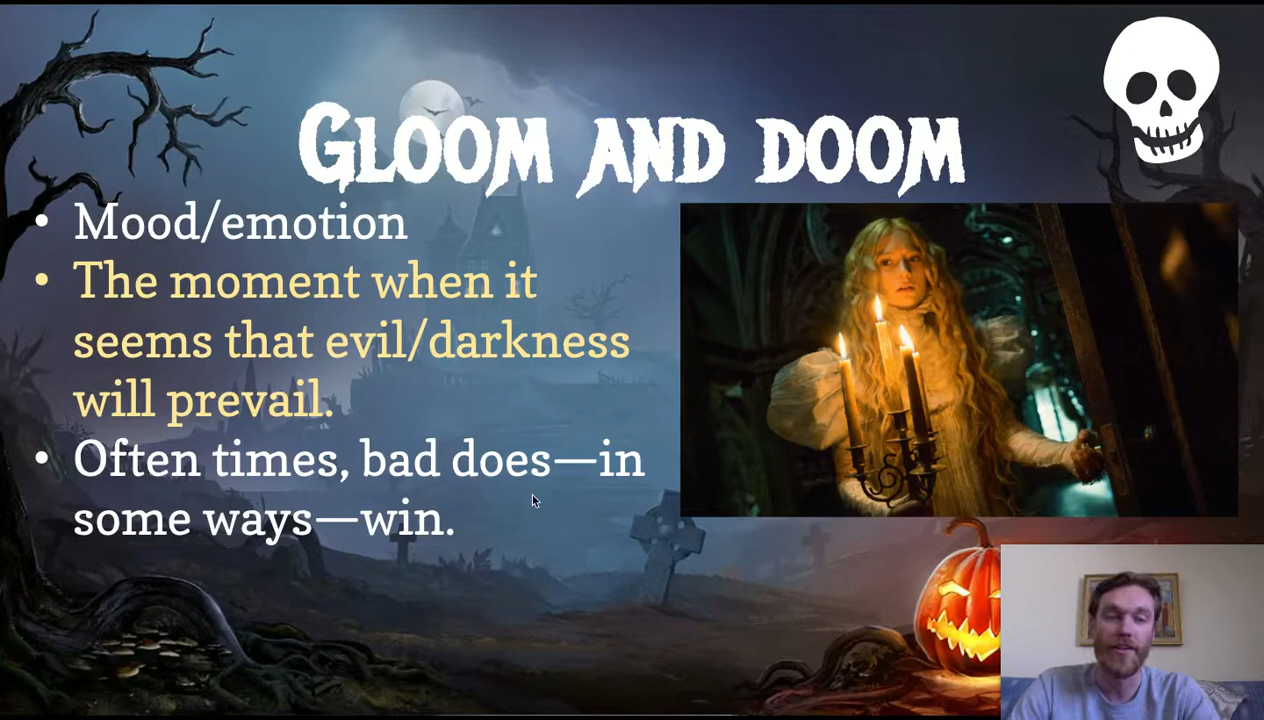 Gloom and doom
• Mood/emotion
• The moment when it
seems that evil/darkness
will prevail.
• Often times, bad does—in
some ways—win.